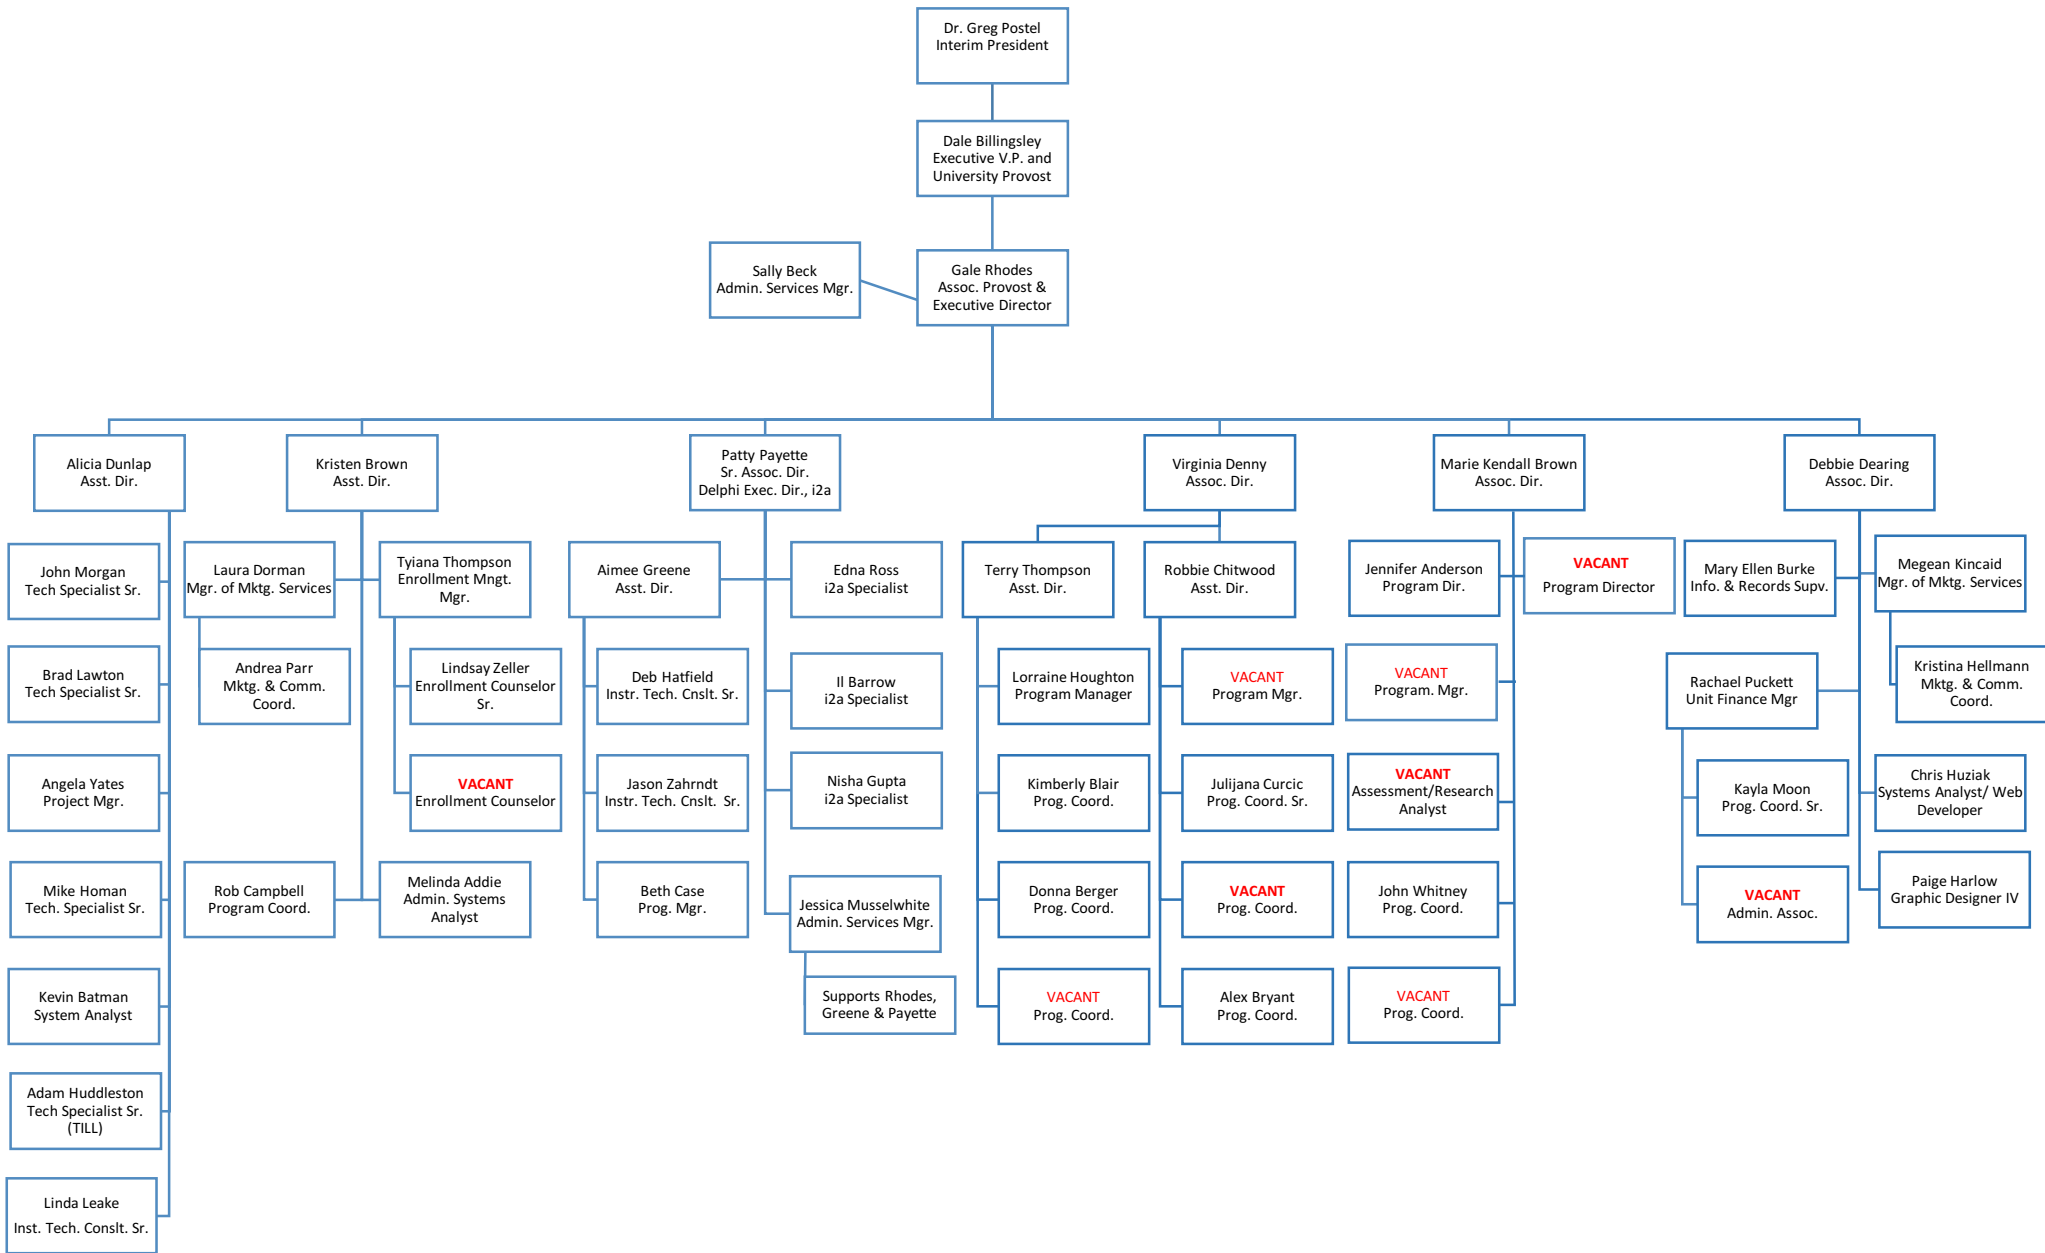 Dr. Greg Postel
Interim President
Dale Billingsley
Executive V.P. and
University Provost
Sally Beck
Admin. Services Mgr.
Gale Rhodes
Assoc. Provost &
Executive Director
Alicia Dunlap
Asst. Dir.
Kristen Brown
Asst. Dir.
Patty Payette
Sr. Assoc. Dir.
Delphi Exec. Dir., i2a
Virginia Denny
Assoc. Dir.
Marie Kendall Brown
Assoc. Dir.
Debbie Dearing
Assoc. Dir.
John Morgan
Tech Specialist Sr.
Brad Lawton
Tech Specialist Sr.
Angela Yates
Project Mgr.
Mike Homan
Tech. Specialist Sr.
Kevin Batman
System Analyst
Adam Huddleston
Tech Specialist Sr.
(TILL)
Linda Leake
Inst. Tech. Conslt. Sr.
Laura Dorman
Mgr. of Mktg. Services
Andrea Parr
Mktg. & Comm.
Coord.
Tyiana Thompson
Enrollment Mngt.
Mgr.
Lindsay Zeller
Enrollment Counselor
Sr.
VACANT
Enrollment Counselor
Rob Campbell
Program Coord.
Melinda Addie
Admin. Systems
Analyst
Aimee Greene
Asst. Dir.
Deb Hatfield
Instr. Tech. Cnslt. Sr.
Jason Zahrndt
Instr. Tech. Cnslt. Sr.
Beth Case
Prog. Mgr.
Edna Ross
i2a Specialist
Il Barrow
i2a Specialist
Nisha Gupta
i2a Specialist
Jessica Musselwhite
Admin. Services Mgr.
Supports Rhodes,
Greene & Payette
Terry Thompson
Asst. Dir.
Lorraine Houghton
Program Manager
Kimberly Blair
Prog. Coord.
Donna Berger
Prog. Coord.
VACANT
Prog. Coord.
Robbie Chitwood
Asst. Dir.
VACANT
Program Mgr.
Julijana Curcic
Prog. Coord. Sr.
VACANT
Prog. Coord.
Alex Bryant
Prog. Coord.
Jennifer Anderson
Program Dir.
VACANT
Program Director
VACANT
Program. Mgr.
VACANT
Assessment/Research
Analyst
John Whitney
Prog. Coord.
VACANT
Prog. Coord.
Mary Ellen Burke
Info. & Records Supv.
Megean Kincaid
Mgr. of Mktg. Services
Kristina Hellmann
Mktg. & Comm.
Coord.
Rachael Puckett
Unit Finance Mgr
Kayla Moon
Prog. Coord. Sr.
VACANT
Admin. Assoc.
Chris Huziak
Systems Analyst/ Web
Developer
Paige Harlow
Graphic Designer IV